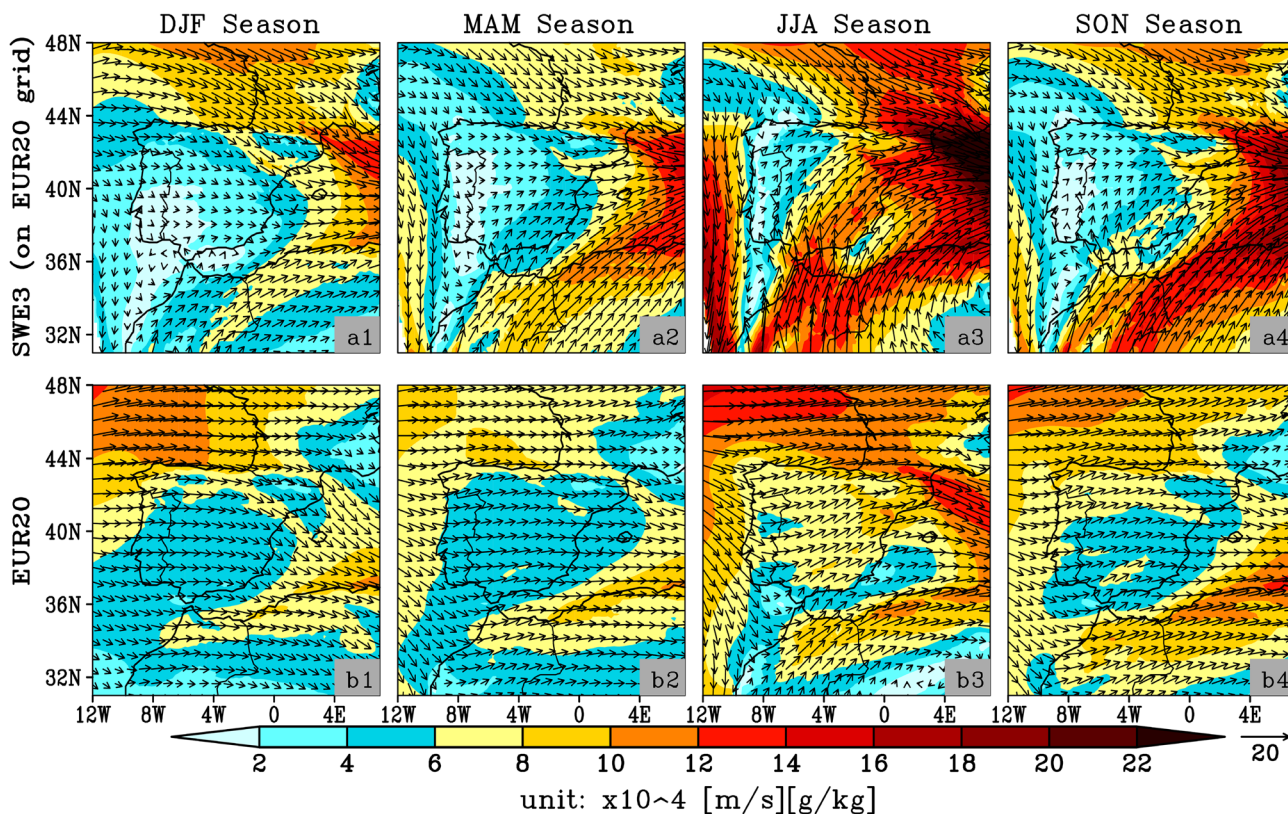 DJF Season MAM Season JJA Season SON Season
SWE3 (on EUR20 grid)
48N
44N
40N
36N
32N
a1 a2 a3 a4
EUR20
48N
44N
40N
36N
32N
b1 b2 b3 b4
12W 8W 4W 0 4E 12W 8W 4W 0 4E 12W 8W 4W 0 4E 12W 8W 4W 0 4E
2 4 6 8 10 12 14 16 18 20 22 20
unit: x10^4 [m/s][g/kg]